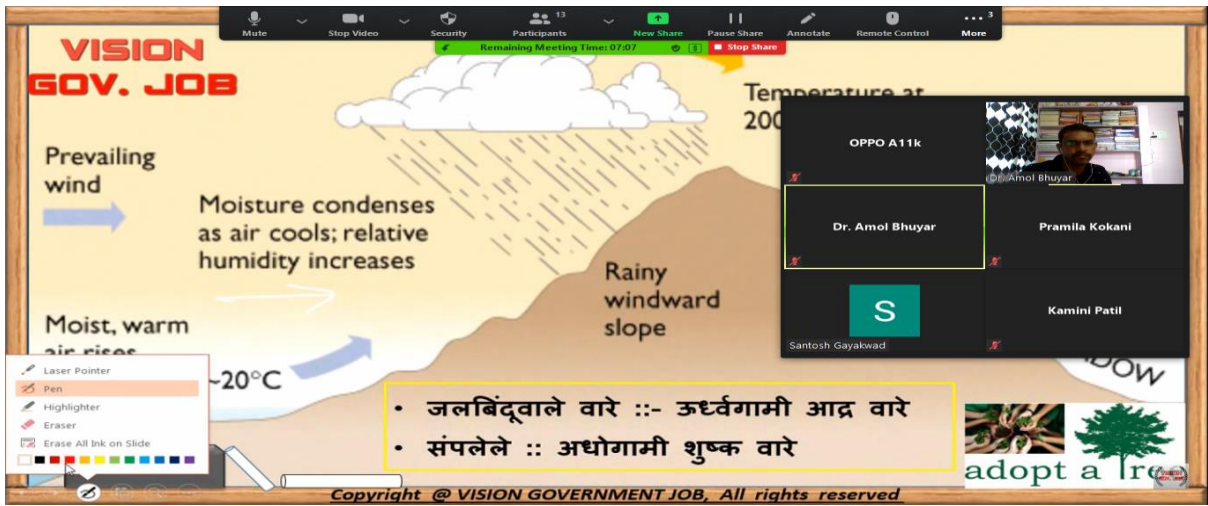 Mute
Stop Video
Security
Participants
13
New Share
Pause Share
Annotate
Remote Control
More
3
Remaining Meeting Time: 07:07
Stop Share
VISION
GOV. JOB
Temperature at
200
Prevailing
wind
Moisture condenses
as air cools; relative
humidity increases
Rainy
windward
slope
Moist, warm
air rises
~20°C
OPPO A11k
Dr. Amol Bhuyar
Dr. Amol Bhuyar
Pramila Kokani
S
Santosh Gayakwad
Kamini Patil
Laser Pointer
Pen
Highlighter
Eraser
Erase All Ink on Slide
• जलबिंदूवाले वारे ::- ऊर्ध्वगामी आद्र वारे
• संपलेले :: अधोगामी शुष्क वारे
adopt a Tree
Copyright @ VISION GOVERNMENT JOB, All rights reserved